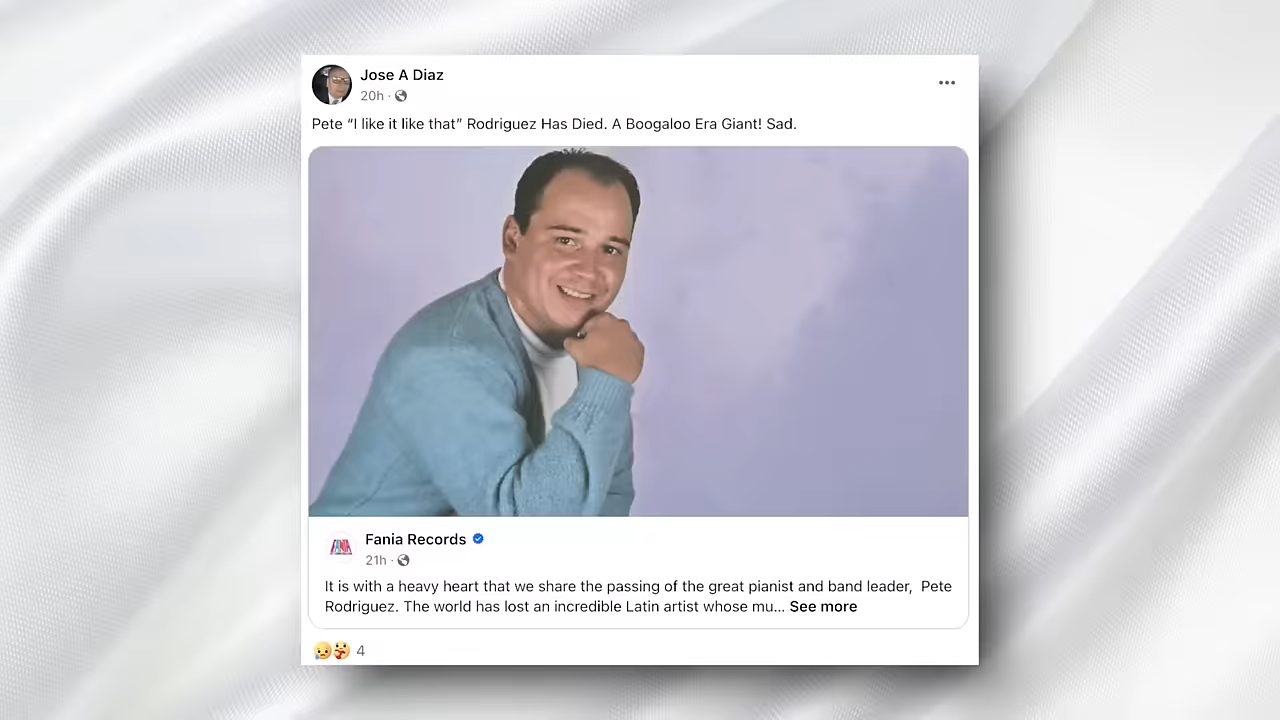 Jose A Diaz
20h ·
Pete “I like it like that” Rodriguez Has Died. A Boogaloo Era Giant! Sad.
FANIA
Fania Records
21h ·
It is with a heavy heart that we share the passing of the great pianist and band leader, Pete
Rodriguez. The world has lost an incredible Latin artist whose mu... See more
4